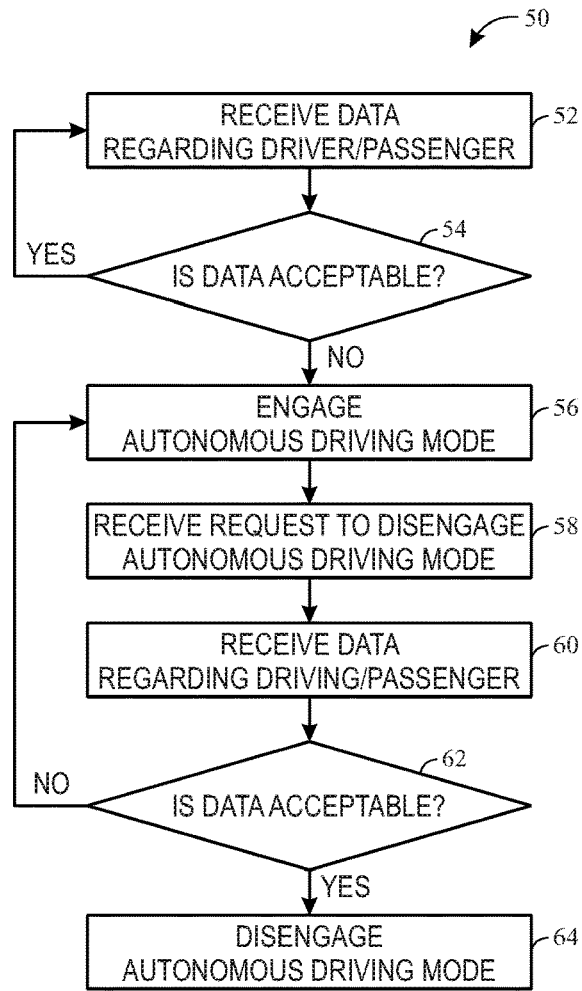 50
RECEIVE DATA
REGARDING DRIVER/PASSENGER
52
54
IS DATA ACCEPTABLE?
YES
NO
ENGAGE
AUTONOMOUS DRIVING MODE
56
RECEIVE REQUEST TO DISENGAGE
AUTONOMOUS DRIVING MODE
58
RECEIVE DATA
REGARDING DRIVING/PASSENGER
60
62
IS DATA ACCEPTABLE?
NO
YES
DISENGAGE
AUTONOMOUS DRIVING MODE
64